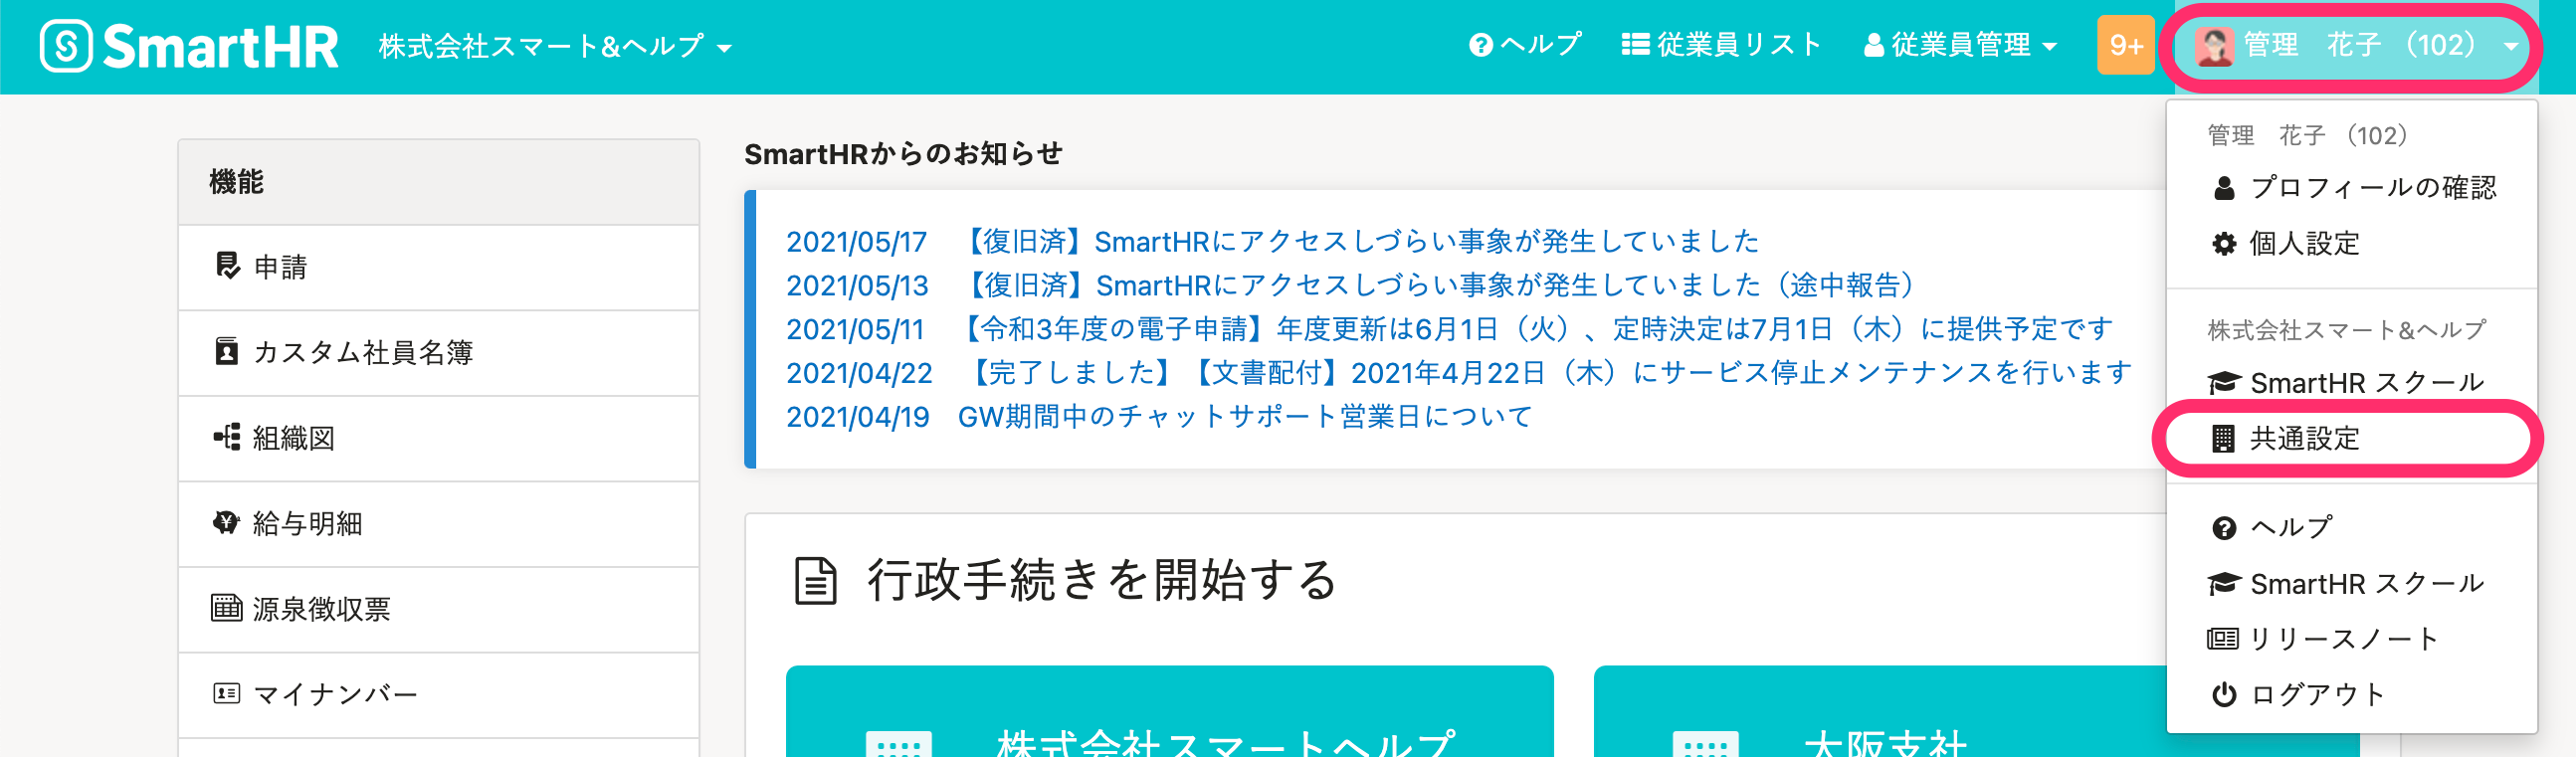 SmartHR 株式会社スマート&ヘルプ ヘルプ 従業員リスト 従業員管理 9+ 管理　花子 （102）
管理　花子 （102）
プロフィールの確認
個人設定
株式会社スマート&ヘルプ
SmartHR スクール
共通設定
ヘルプ
SmartHR スクール
リリースノート
ログアウト
機能
申請
カスタム社員名簿
組織図
給与明細
源泉徴収票
マイナンバー
SmartHRからのお知らせ
2021/05/17 【復旧済】SmartHRにアクセスしづらい事象が発生していました
2021/05/13 【復旧済】SmartHRにアクセスしづらい事象が発生していました（途中報告）
2021/05/11 【令和3年度の電子申請】年度更新は6月1日（火）、定時決定は7月1日（木）に提供予定です
2021/04/22 【完了しました】【文書配付】2021年4月22日（木）にサービス停止メンテナンスを行います
2021/04/19 GW期間中のチャットサポート営業日について
行政手続きを開始する
株式会社スマートヘルプ
大阪支社